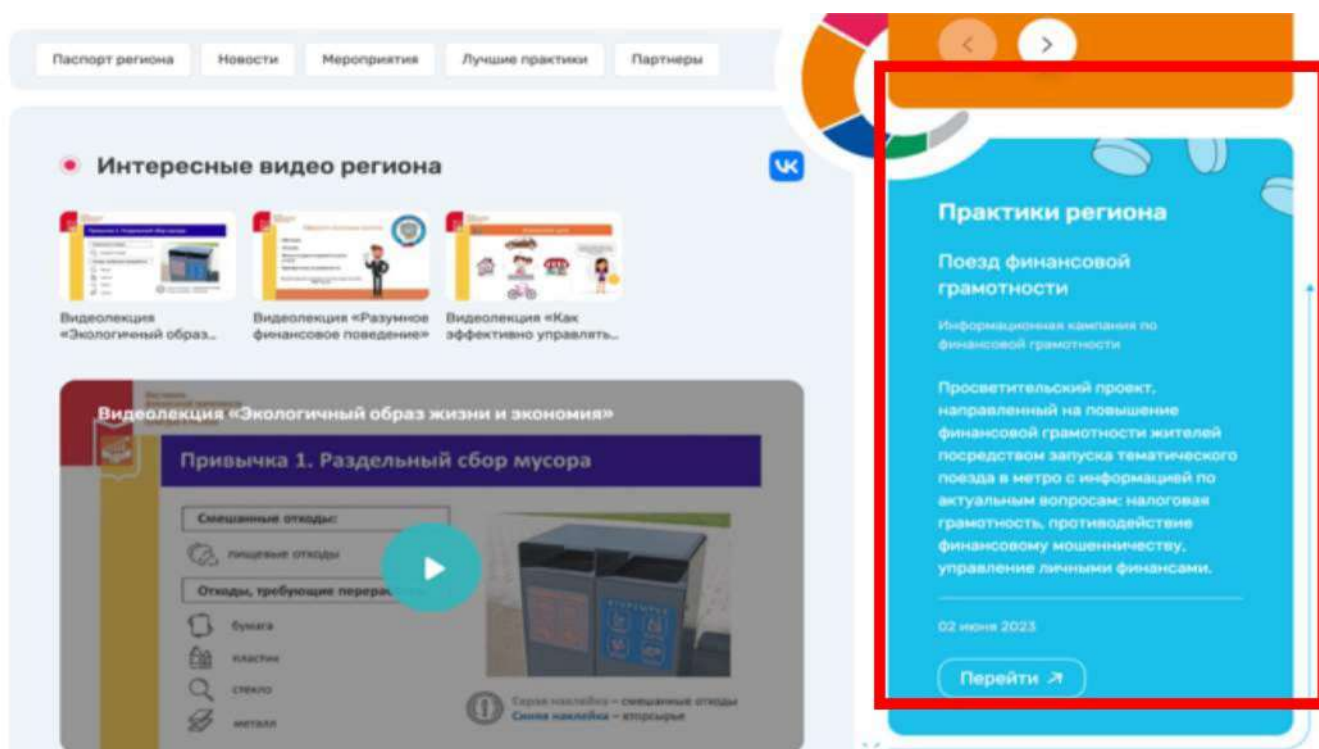 Паспорт региона
Новости
Мероприятия
Лучшие практики
Партнеры
Интересные видео региона
Видеолекция
«Экологичный образ...
Видеолекция «Разумное
финансовое поведение»
Видеолекция «Как
эффективно управлять...
Видеолекция «Экологичный образ жизни и экономия»
Привычка 1. Раздельный сбор мусора
Смешанные отходы:
пищевые отходы
Отходы, требующие
бумага
пластик
стекло
металл
Серая наклейка – смешанные отходы
Синяя наклейка – вторсырье
Практики региона
Поезд финансовой
грамотности
Информационная кампания по
финансовой грамотности
Просветительский проект,
направленный на повышение
финансовой грамотности жителей
посредством запуска тематического
поезда в метро с информацией по
актуальным вопросам: налоговая
грамотность, противодействие
финансовому мошенничеству,
управление личными финансами.
02 июня 2023
Перейти